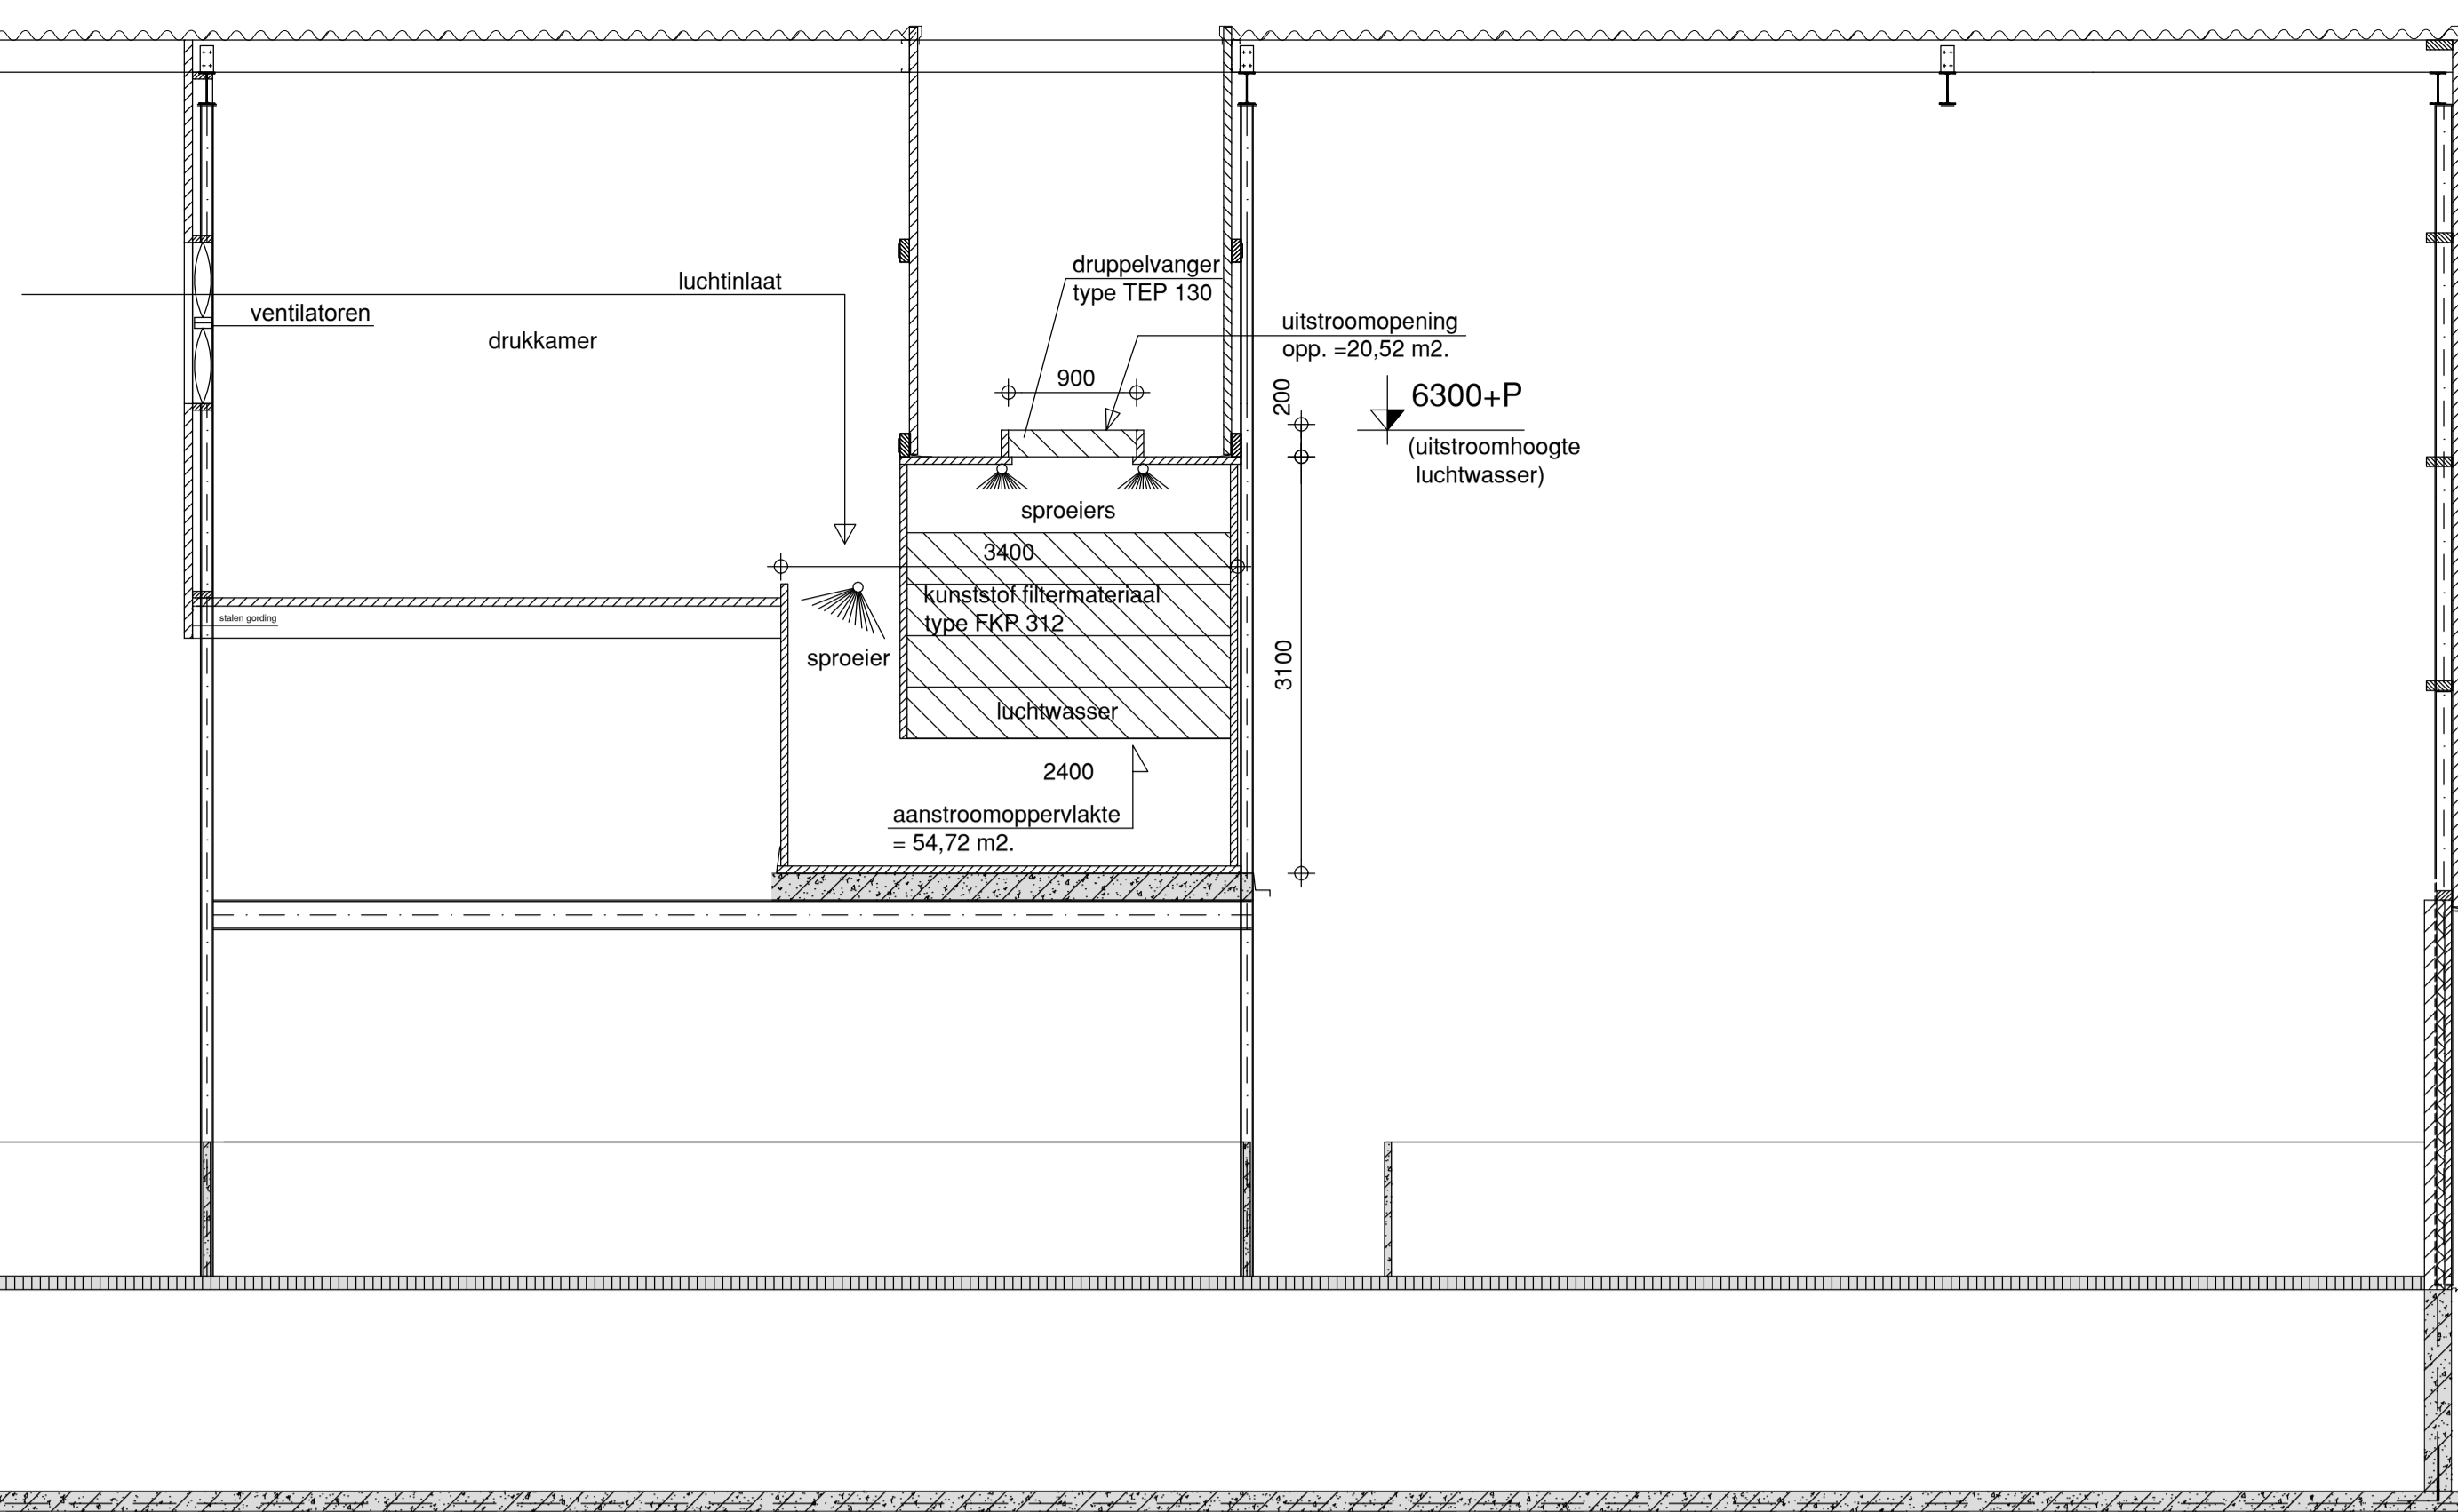 luchtinlaat
ventilatoren
drukkamer
druppelvanger
type TEP 130
uitstroomopening
opp. =20,52 m2.
900
200
6300+P
(uitstroomhoogte
luchtwasser)
sproeiers
3400
kunststof filtermateriaal
type FKP 312
stalen gording
sproeier
3100
luchtwasser
2400
aanstroomoppervlakte
= 54,72 m2.